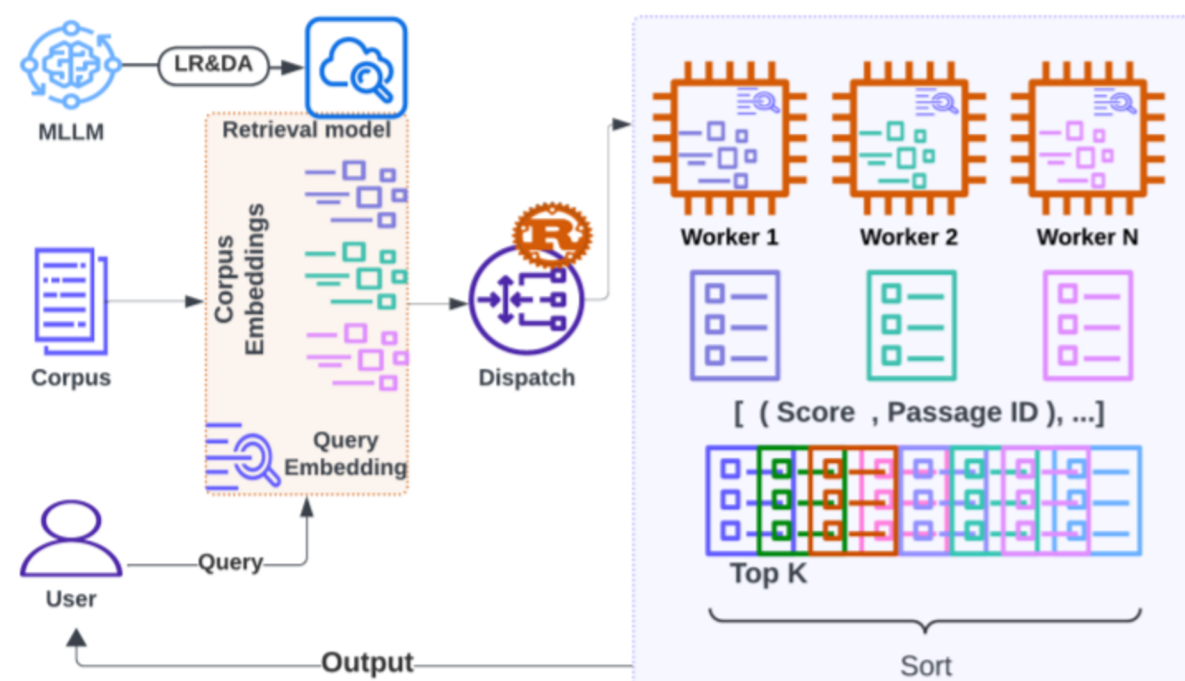 LR&DA
MLLM
Retrieval model
Corpus
Embeddings
Corpus
Query
Embedding
User
Query
Output
R
Dispatch
Worker 1
Worker 2
Worker N
[ ( Score , Passage ID ), ...]
Top K
Sort